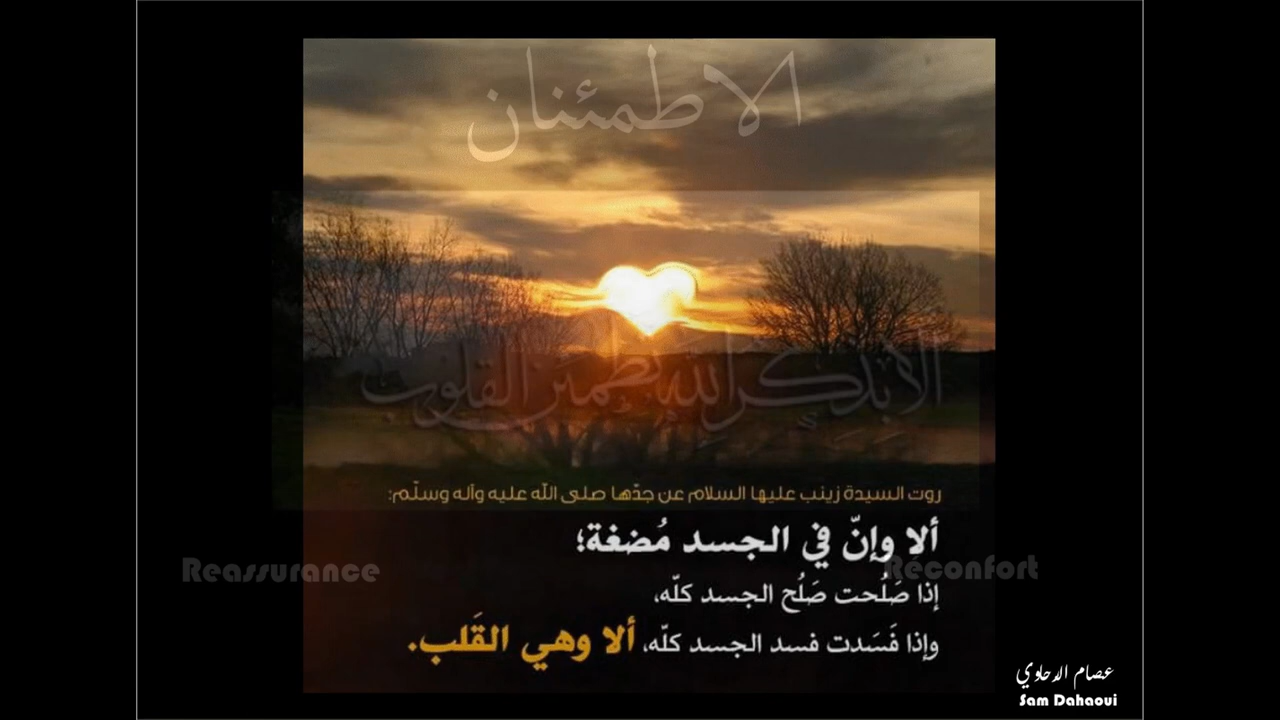 الاطمئنان
ألا بذكر الله تطمئن القلوب
روت السيدة زينب عليها السلام عن جدّها صلى الله عليه وآله وسلّم:
ألا وإنّ في الجسد مُضغة؛
Reassurance
Réconfort
إذا صَلُحت صَلُح الجسد كلّه،
وإذا فَسَدت فسد الجسد كلّه، ألا وهي القَلب.
عصام الدحاوي
Sam Dahaoui